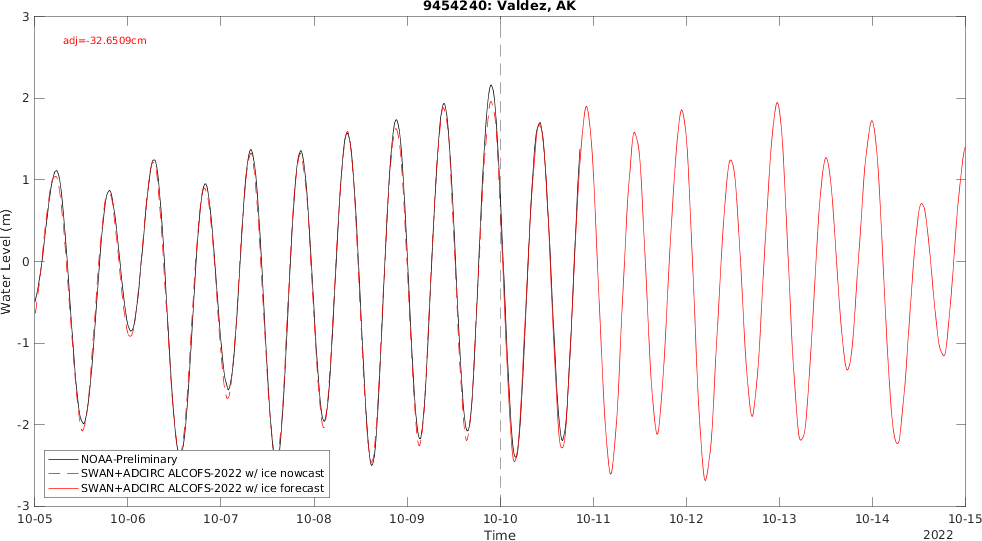 9454240: Valdez, AK
adj=-32.6509cm
3
2
1
0
-1
-2
-3
Water Level (m)
NOAA-Preliminary
SWAN+ADCIRC ALCOFS-2022 w/ ice nowcast
SWAN+ADCIRC ALCOFS-2022 w/ ice forecast
10-05 10-06 10-07 10-08 10-09 10-10 10-11 10-12 10-13 10-14 10-15
Time
2022